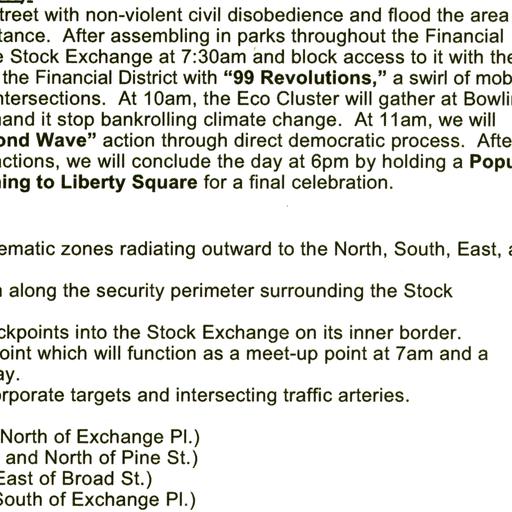 treet with non-violent civil disobedience and flood the area
tance. After assembling in parks throughout the Financial
e Stock Exchange at 7:30am and block access to it with the
the Financial District with “99 Revolutions,” a swirl of mob
ntersections. At 10am, the Eco Cluster will gather at Bowli
and it stop bankrolling climate change. At 11am, we will
ond Wave” action through direct democratic process. Afte
actions, we will conclude the day at 6pm by holding a Popu
ing to Liberty Square for a final celebration.
ematic zones radiating outward to the North, South, East, a
along the security perimeter surrounding the Stock
ckpoints into the Stock Exchange on its inner border.
oint which will function as a meet-up point at 7am and a
ay.
orporate targets and intersecting traffic arteries.
North of Exchange Pl.)
and North of Pine St.)
East of Broad St.)
South of Exchange Pl.)